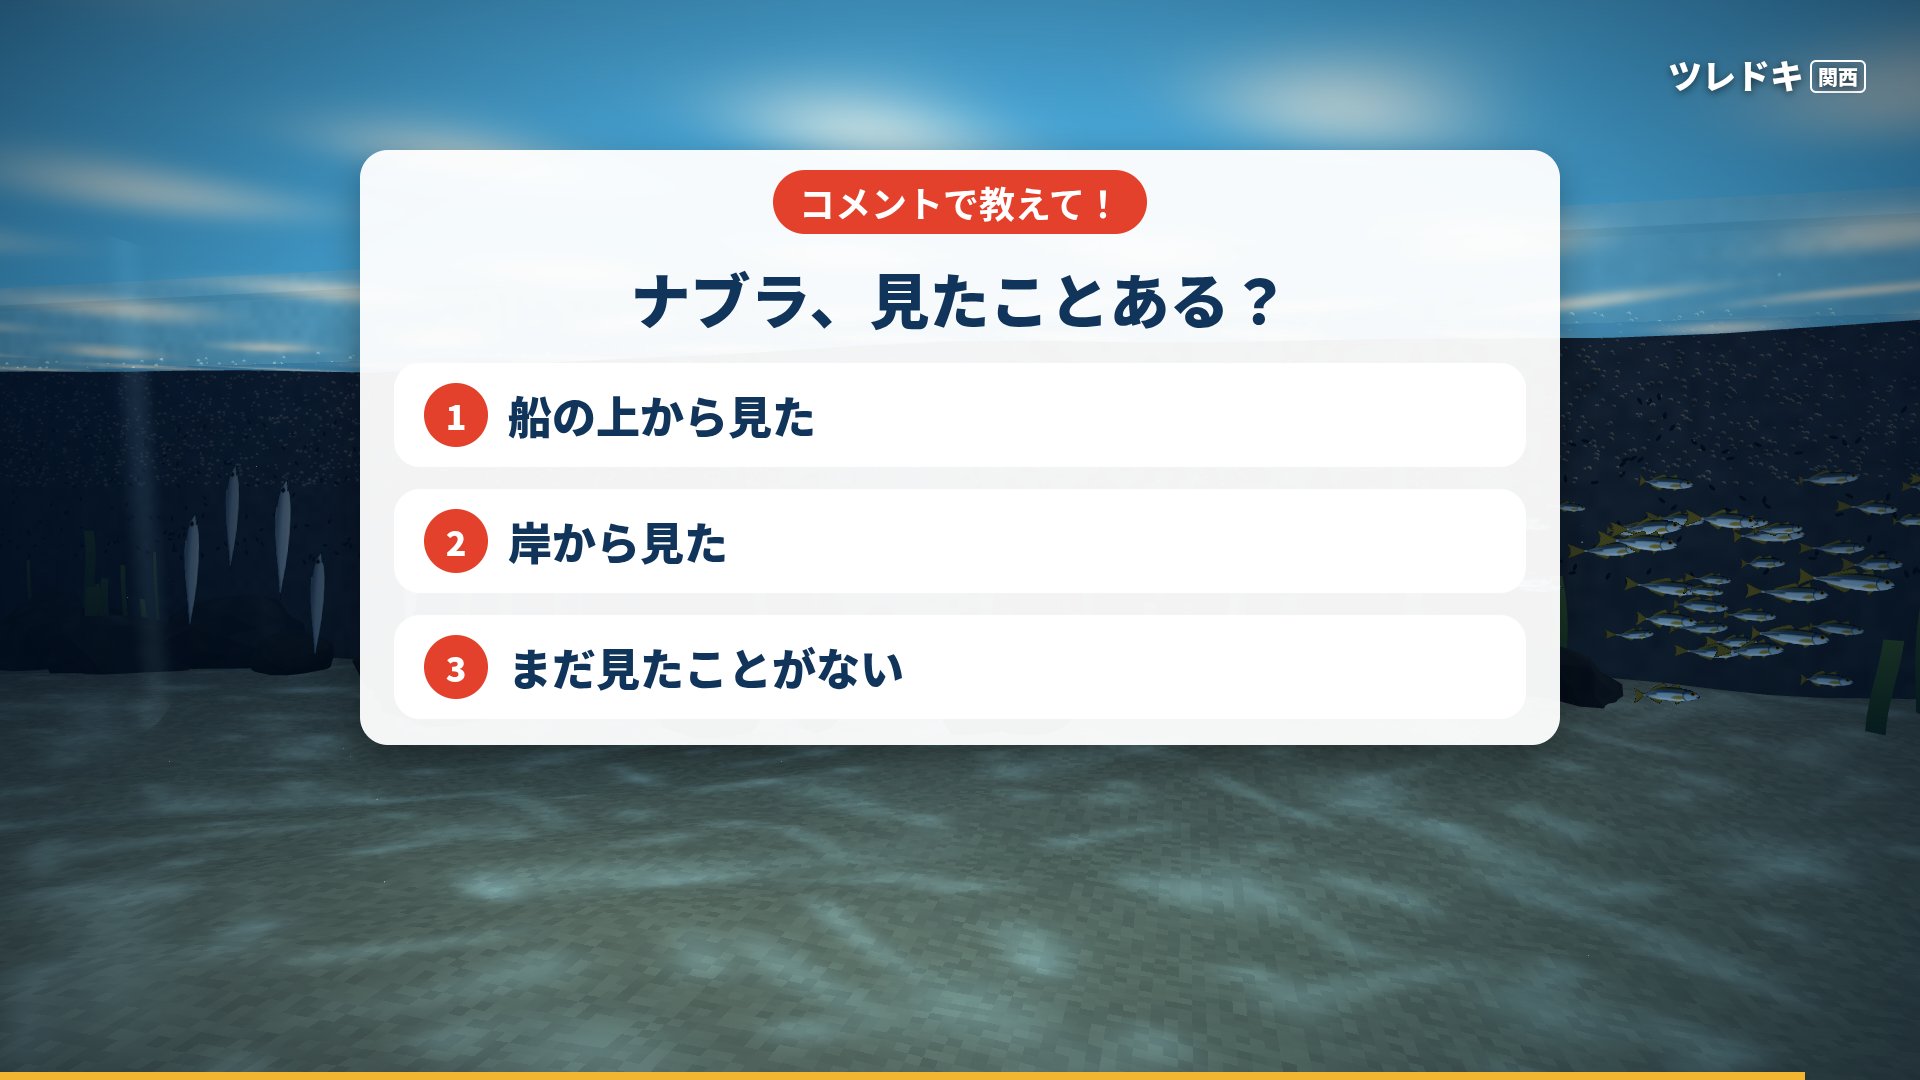 ツレドキ 関西
コメントで教えて！
ナブラ、見たことある？
1 船の上から見た
2 岸から見た
3 まだ見たことがない